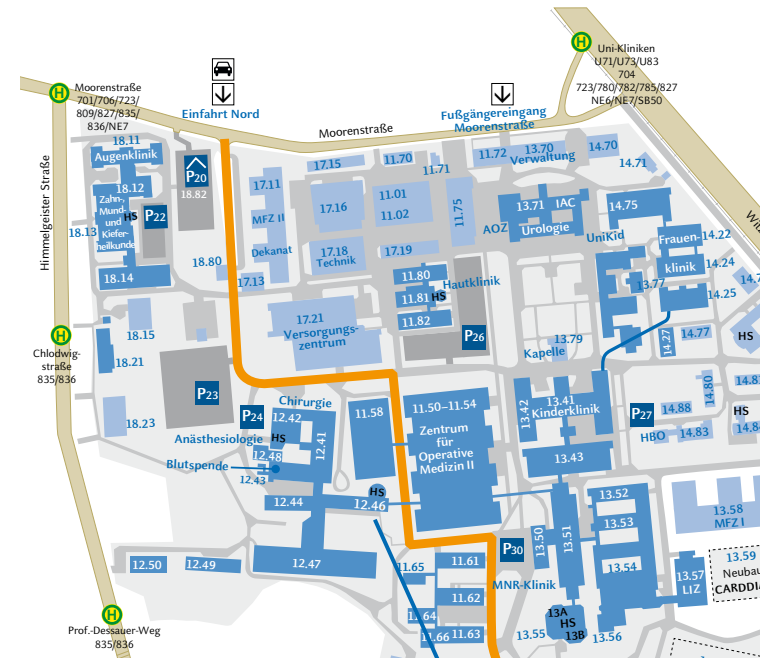 H
Uni-Kliniken
U71/U73/U83
704
723/780/782/785/827
NE6/NE7/SB50
H
Moorenstraße
701/706/723/
809/827/835/
836/NE7
Einfahrt Nord
Fußgängereingang
Moorenstraße
Moorenstraße
Himmelgeister Straße
18.11
Augenklinik
18.12
Zahn-,
Mund-
und
Kiefer-
heilkunde
HS
18.13
18.14
P20
18.82
P22
18.80
17.11
MFZ II
Dekanat
17.13
17.15
17.16
17.18
Technik
17.19
11.70
11.71
11.01
11.02
11.75
11.72
13.70
Verwaltung
14.70
14.71
13.71
IAC
AOZ
Urologie
14.75
UniKid
Frauen-
14.22
klinik
14.24
13.77
14.25
11.80
11.81
HS
Hautklinik
11.82
P26
17.21
Versorgungs-
zentrum
13.79
Kapelle
14.27
14.77
HS
18.15
18.21
18.23
H
Chlodwig-
straße
835/836
P23
P24
Chirurgie
12.42
Anästhesiologie
HS
12.41
12.48
Blutspende
12.43
12.44
HS
12.46
12.47
12.50
12.49
11.58
11.50–11.54
Zentrum
für
Operative
Medizin II
13.42
13.41
Kinderklinik
13.43
P27
14.80
14.88
HBO
14.83
HS
13.52
13.53
13.54
13.50
13.51
P30
MNR-Klinik
13.58
MFZ I
13.59
Neubau
13.57
LIZ
11.61
11.65
11.62
11.64
11.66
11.63
13A
HS
13B
13.55
13.56
H
Prof.-Dessauer-Weg
835/836